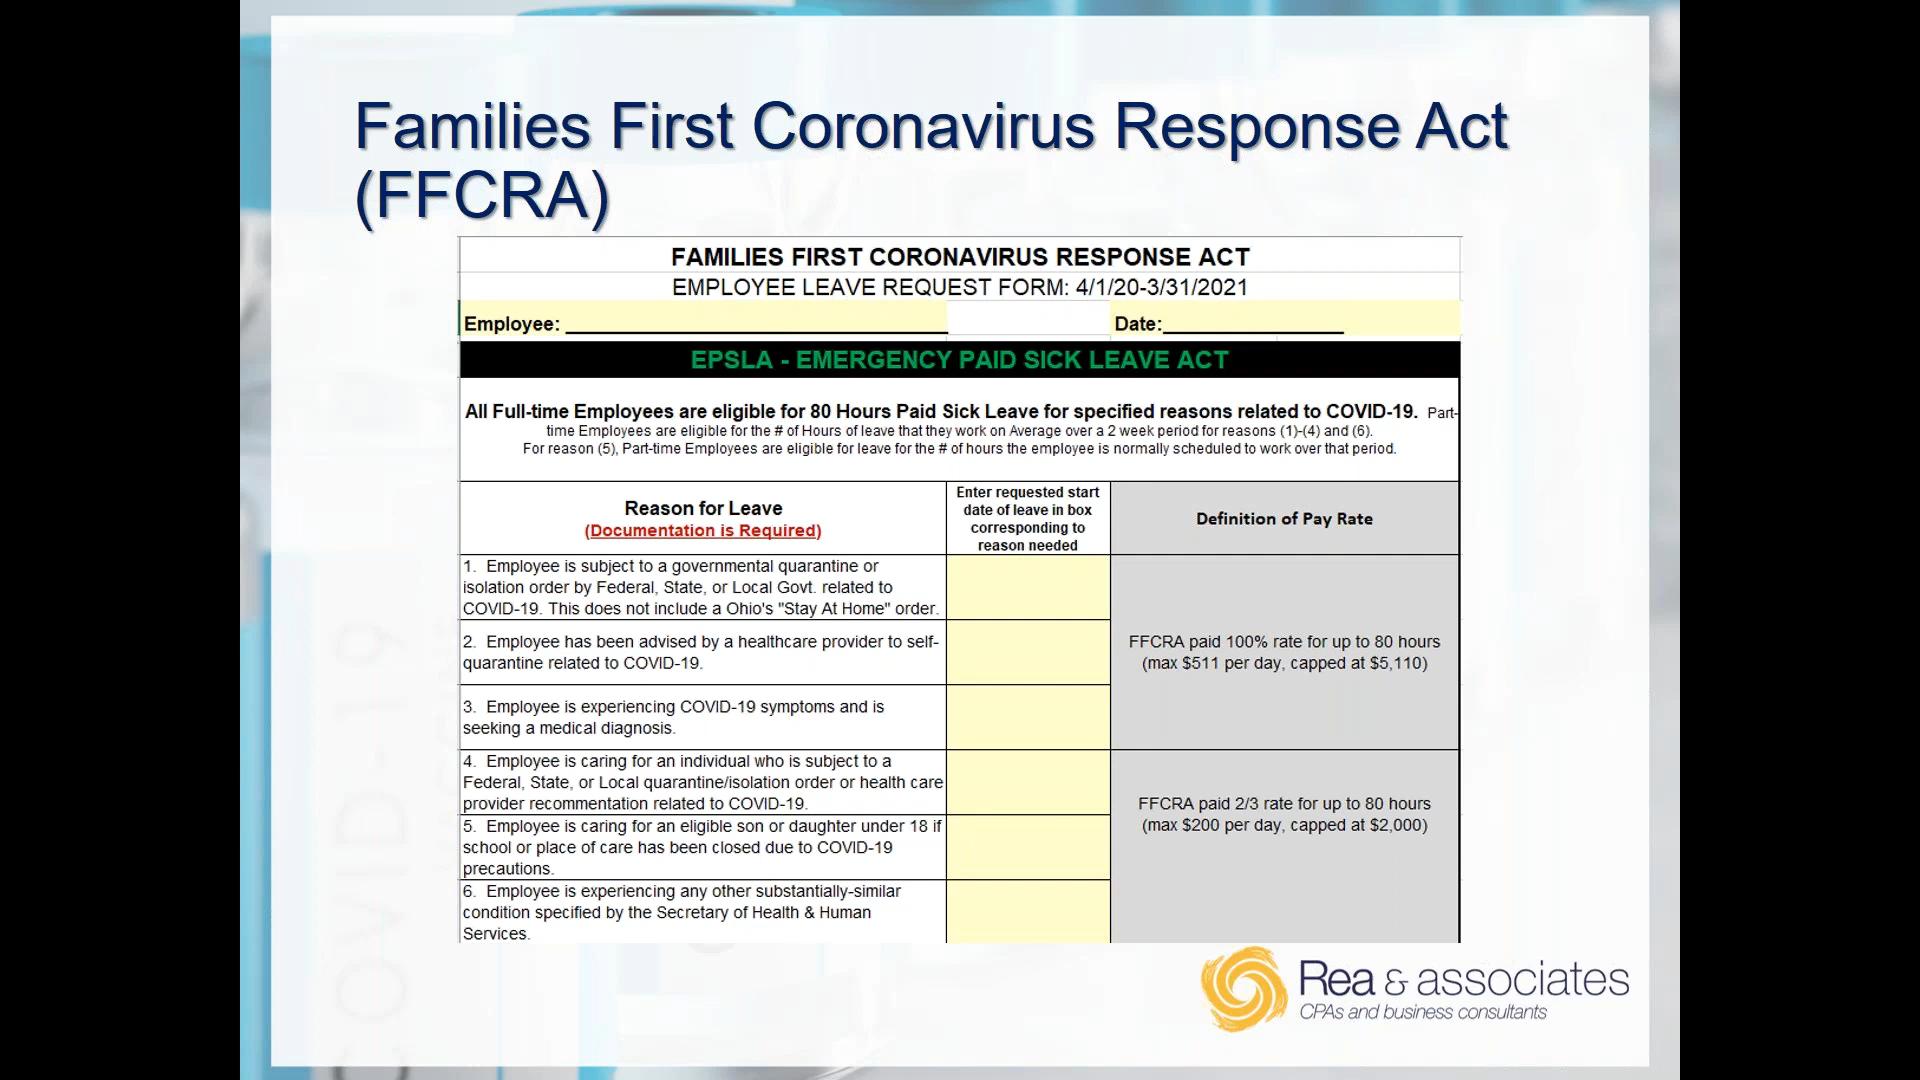 Families First Coronavirus Response Act
(FFCRA)
FAMILIES FIRST CORONAVIRUS RESPONSE ACT
EMPLOYEE LEAVE REQUEST FORM: 4/1/20-3/31/2021
Employee: Date:
EPSLA - EMERGENCY PAID SICK LEAVE ACT
All Full-time Employees are eligible for 80 Hours Paid Sick Leave for specified reasons related to COVID-19. Part-
time Employees are eligible for the # of Hours of leave that they work on Average over a 2 week period for reasons (1)-(4) and (6).
For reason (5), Part-time Employees are eligible for leave for the # of hours the employee is normally scheduled to work over that period.
Reason for Leave
(Documentation is Required)
Enter requested start
date of leave in box
corresponding to
reason needed
Definition of Pay Rate
1. Employee is subject to a governmental quarantine or
isolation order by Federal, State, or Local Govt. related to
COVID-19. This does not include a Ohio's "Stay At Home" order.
2. Employee has been advised by a healthcare provider to self-
quarantine related to COVID-19.
3. Employee is experiencing COVID-19 symptoms and is
seeking a medical diagnosis.
FFCRA paid 100% rate for up to 80 hours
(max $511 per day, capped at $5,110)
4. Employee is caring for an individual who is subject to a
Federal, State, or Local quarantine/isolation order or health care
provider recommentation related to COVID-19.
5. Employee is caring for an eligible son or daughter under 18 if
school or place of care has been closed due to COVID-19
precautions.
6. Employee is experiencing any other substantially-similar
condition specified by the Secretary of Health & Human
Services.
FFCRA paid 2/3 rate for up to 80 hours
(max $200 per day, capped at $2,000)
COVID-19
Rea & associates
CPAs and business consultants